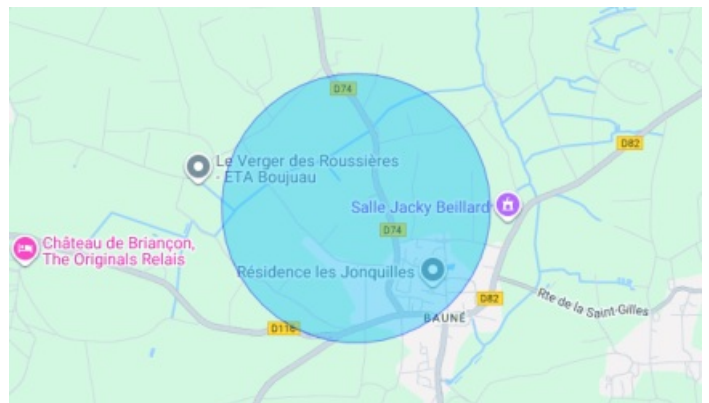 D74
D82
Le Verger des Roussières
- ETA Boujuau
Salle Jacky Beillard
D74
Château de Briançon,
The Originals Relais
Résidence les Jonquilles
D82
Rte de la Saint-Gilles
BAUNÉ
D116